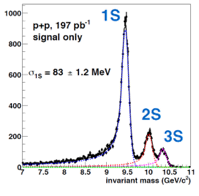 p+p, 197 pb⁻¹
signal only
σ1S = 83 ± 1.2 MeV
1S
2S
3S
1000
800
600
400
200
0
7 7.5 8 8.5 9 9.5 10 10.5 11
invariant mass (GeV/c²)